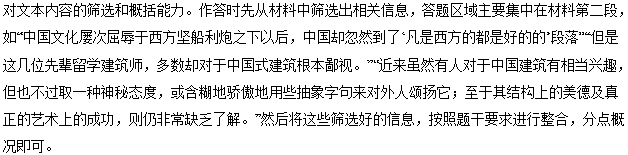 对文本内容的筛选和概括能力。作答时先从材料中筛选出相关信息，答题区域主要集中在材料第二段，
如“中国文化屡次屈辱于西方坚船利炮之下以后，中国却忽然到了‘凡是西方的都是好的的’段落”“但是
这几位先辈留学建筑师，多数却对于中国式建筑根本鄙视。”“近来虽然有人对于中国建筑有相当兴趣，
但也不过取一种神秘态度，或含糊地骄傲地用些抽象字句来对外人颂扬它；至于其结构上的美德及真
正的艺术上的成功，则仍非常缺乏了解。”然后将这些筛选好的信息，按照题干要求进行整合，分点概
况即可。